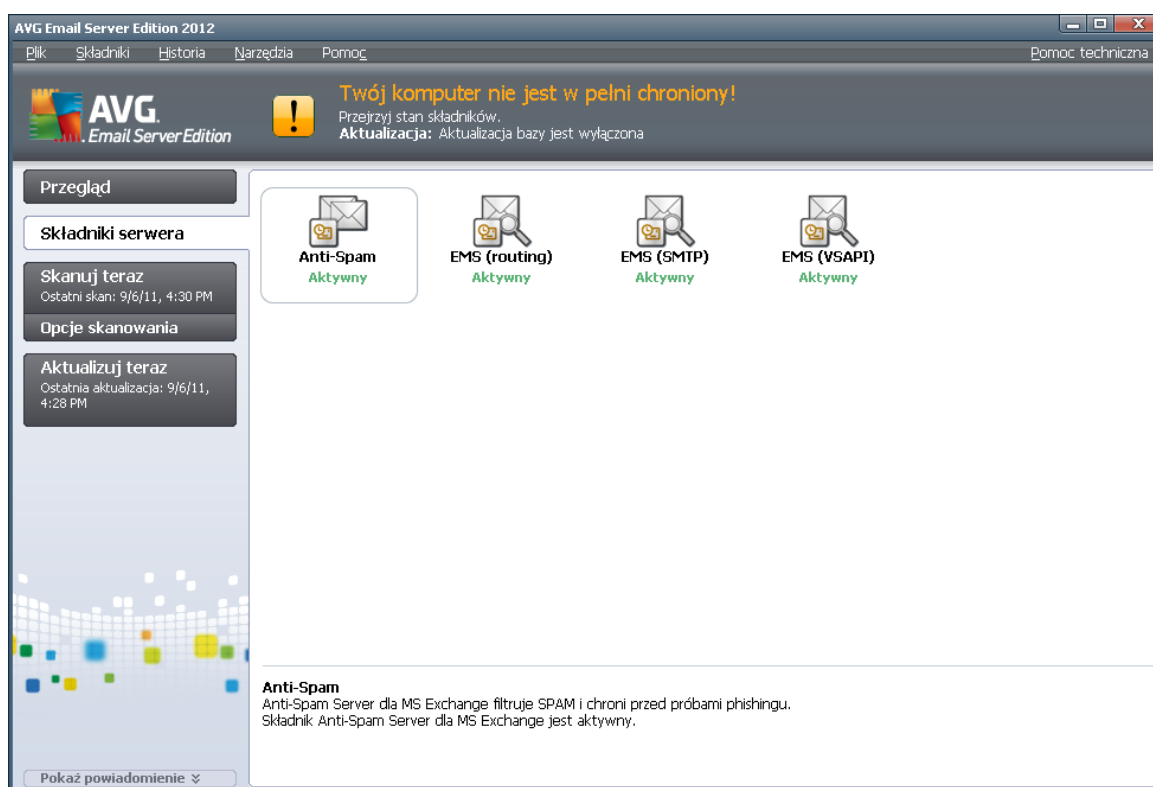 AVG Email Server Edition 2012
Plik Składniki Historia Narzędzia Pomoc Pomoc techniczna
AVG.
Email Server Edition
Twój komputer nie jest w pełni chroniony!
Przejrzyj stan składników.
Aktualizacja: Aktualizacja bazy jest wyłączona
Przegląd
Składniki serwera
Skanuj teraz
Ostatni skan: 9/6/11, 4:30 PM
Opcje skanowania
Aktualizuj teraz
Ostatnia aktualizacja: 9/6/11,
4:28 PM
Pokaż powiadomienie
Anti-Spam
Aktywny
EMS (routing)
Aktywny
EMS (SMTP)
Aktywny
EMS (VSAPI)
Aktywny
Anti-Spam
Anti-Spam Server dla MS Exchange filtruje SPAM i chroni przed próbami phishingu.
Składnik Anti-Spam Server dla MS Exchange jest aktywny.